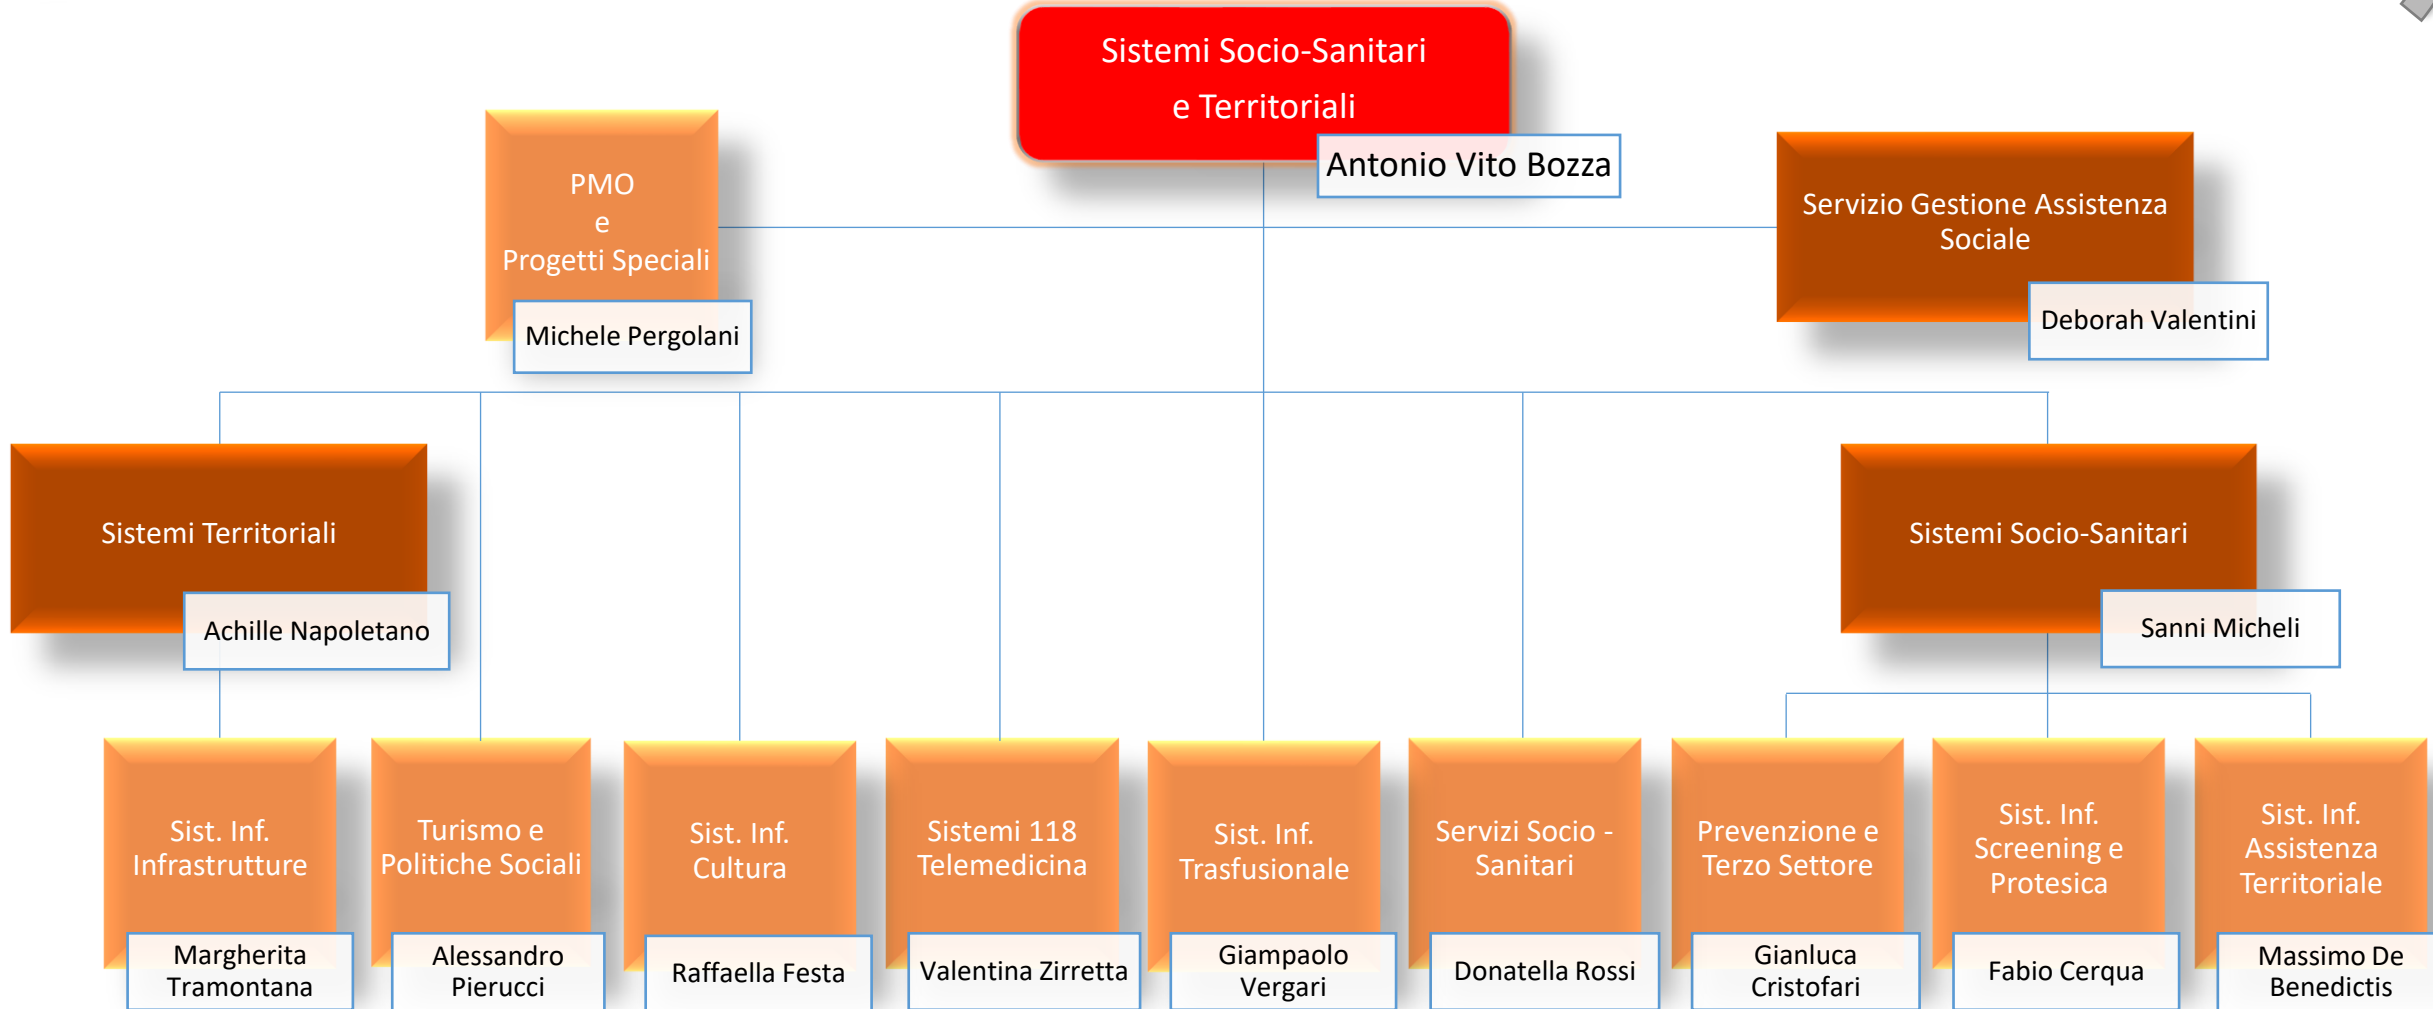 Sistemi Socio-Sanitari
e Territoriali
Antonio Vito Bozza
PMO
e
Progetti Speciali
Michele Pergolani
Servizio Gestione Assistenza
Sociale
Deborah Valentini
Sistemi Territoriali
Achille Napoletano
Sistemi Socio-Sanitari
Sanni Micheli
Sist. Inf.
Infrastrutture
Margherita
Tramontana
Turismo e
Politiche Sociali
Alessandro
Pierucci
Sist. Inf.
Cultura
Raffaella Festa
Sistemi 118
Telemedicina
Valentina Zirretta
Sist. Inf.
Trasfusionale
Giampaolo
Vergari
Servizi Socio -
Sanitari
Donatella Rossi
Prevenzione e
Terzo Settore
Gianluca
Cristofari
Sist. Inf.
Screening e
Protesica
Fabio Cerqua
Sist. Inf.
Assistenza
Territoriale
Massimo De
Benedictis